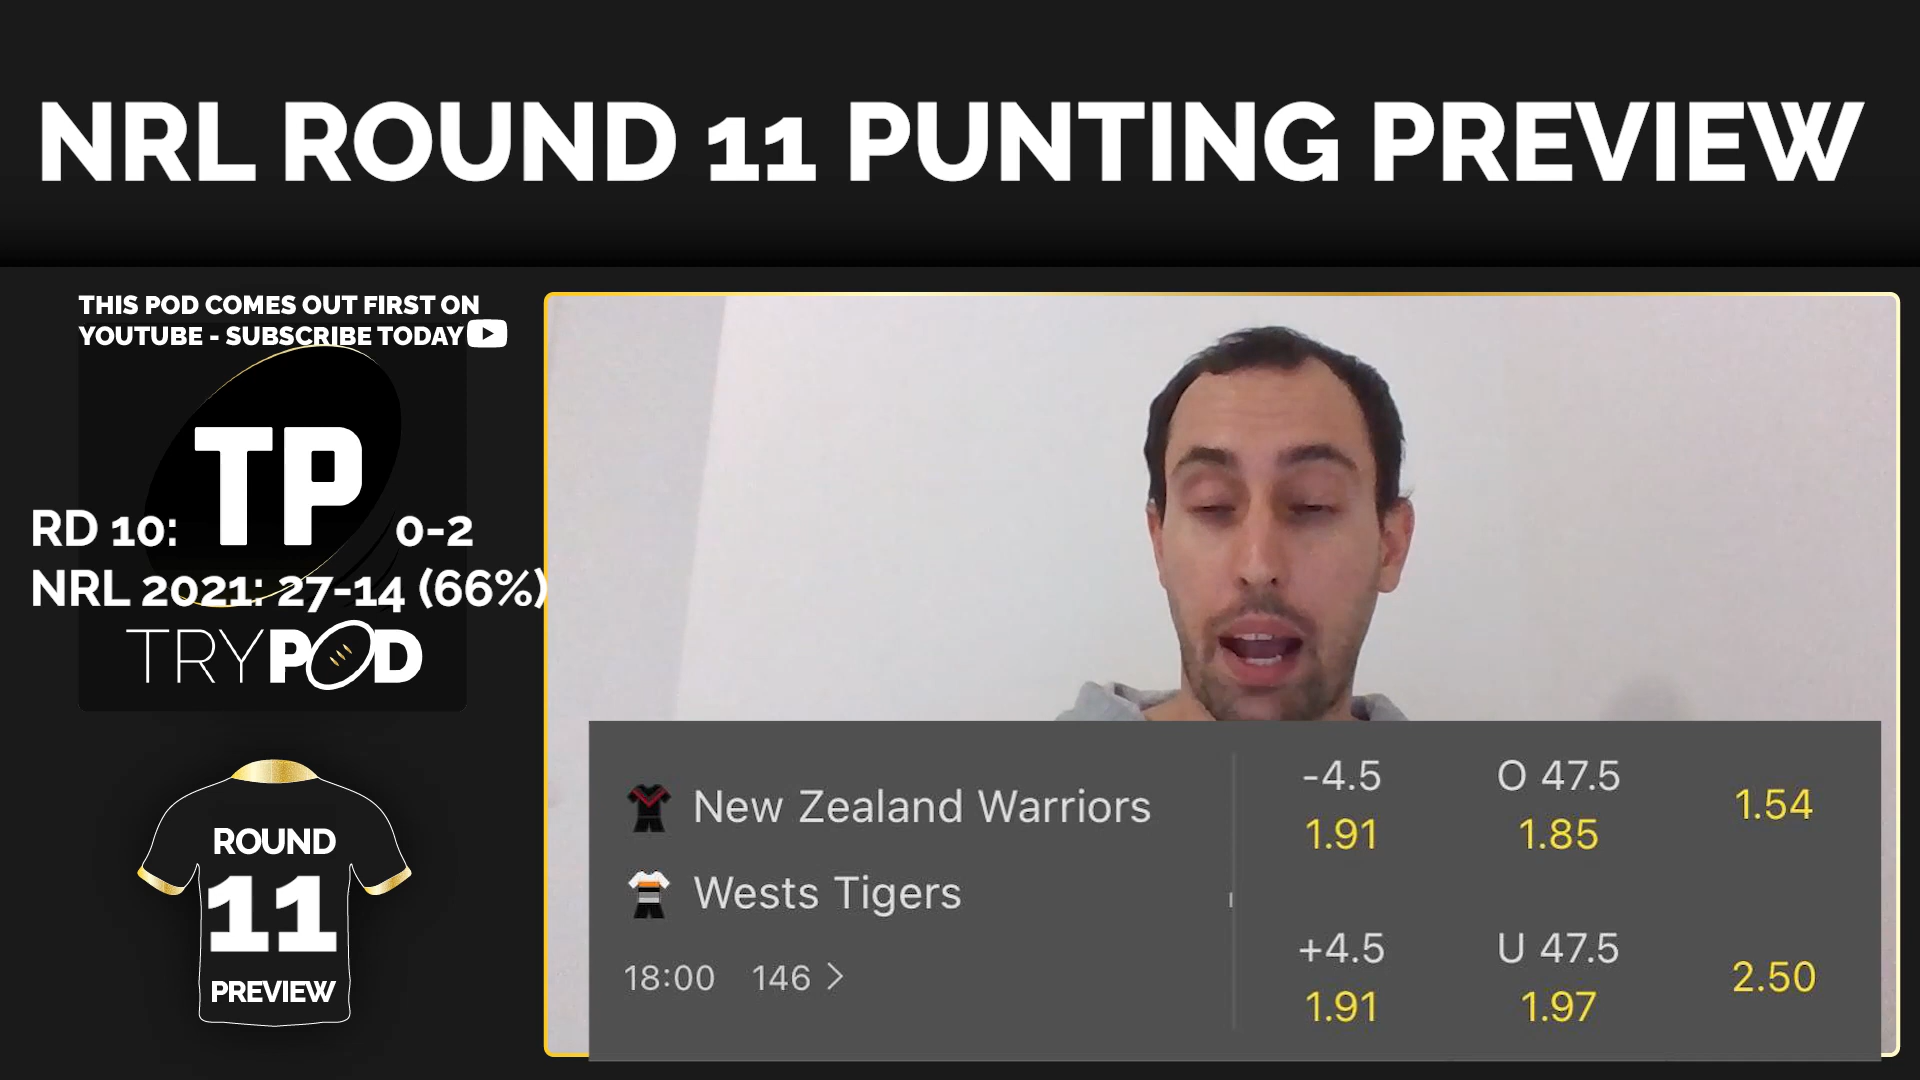 NRL ROUND 11 PUNTING PREVIEW
THIS POD COMES OUT FIRST ON
YOUTUBE - SUBSCRIBE TODAY
TP
RD 10: 0-2
NRL 2021: 27-14 (66%)
TRYPOD
ROUND
11
PREVIEW
New Zealand Warriors
-4.5 O 47.5
1.91 1.85 1.54
Wests Tigers
+4.5 U 47.5
1.91 1.97 2.50
18:00 146 >